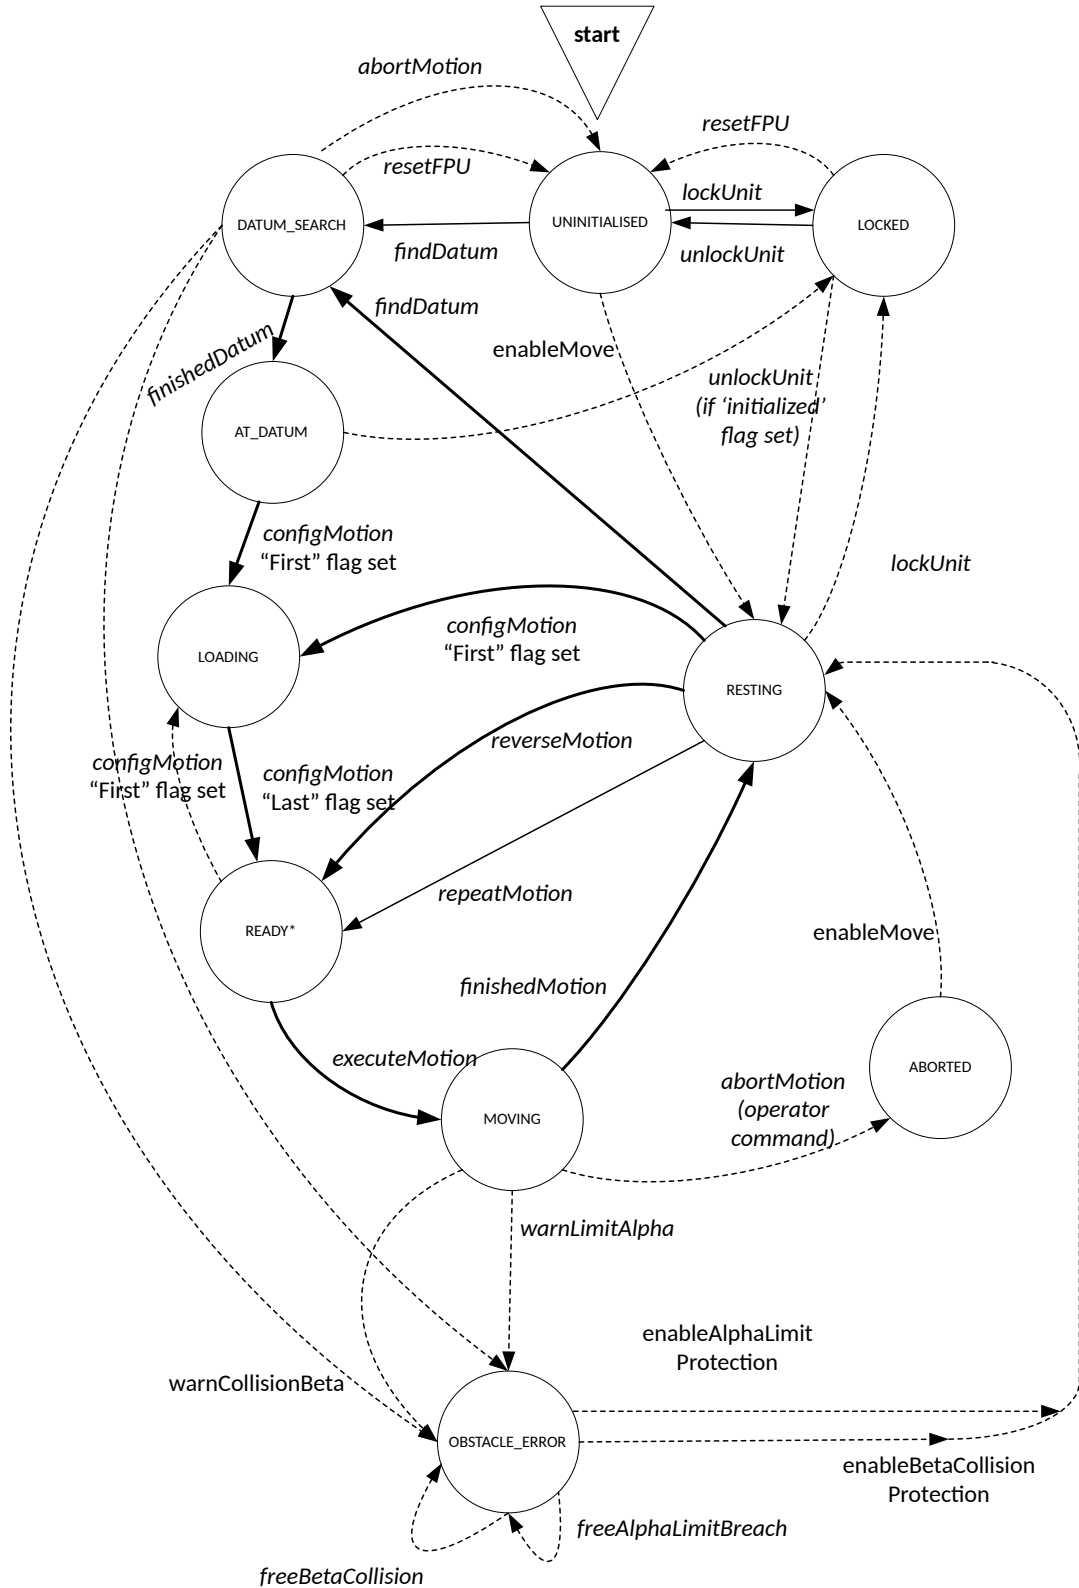 start
abortMotion
resetFPU
resetFPU
lockUnit
DATUM_SEARCH
UNINITIALISED
LOCKED
findDatum
unlockUnit
findDatum
finishedDatum
enableMove
unlockUnit
(if ‘initialized’
flag set)
AT_DATUM
configMotion
“First” flag set
lockUnit
configMotion
“First” flag set
LOADING
RESTING
reverseMotion
configMotion
“First” flag set
configMotion
“Last” flag set
repeatMotion
READY*
enableMove
finishedMotion
executeMotion
ABORTED
abortMotion
(operator
command)
MOVING
warnLimitAlpha
enableAlphaLimit
Protection
warnCollisionBeta
OBSTACLE_ERROR
enableBetaCollision
Protection
freeAlphaLimitBreach
freeBetaCollision